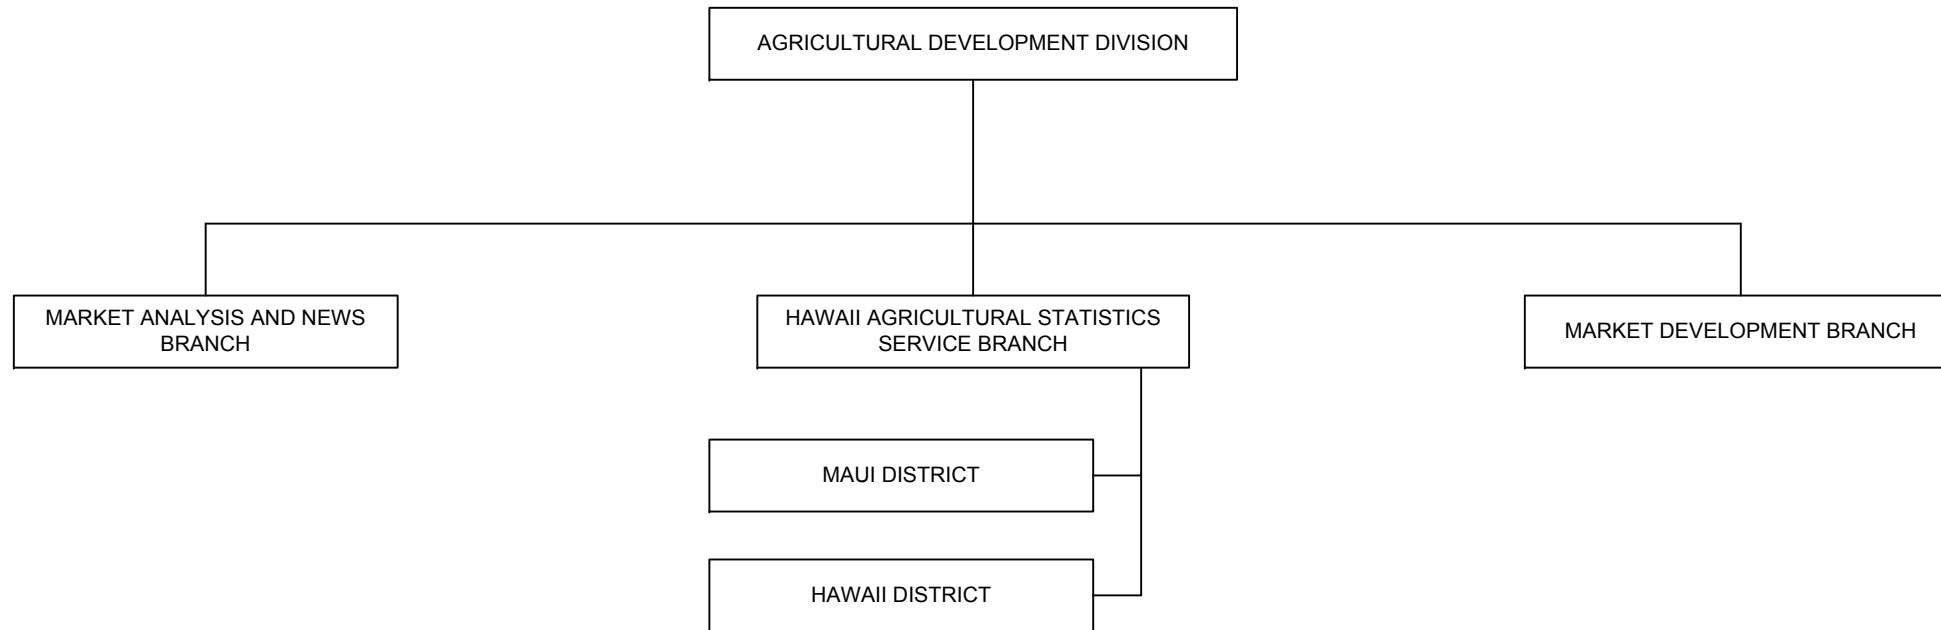 AGRICULTURAL DEVELOPMENT DIVISION
MARKET ANALYSIS AND NEWS
BRANCH
HAWAII AGRICULTURAL STATISTICS
SERVICE BRANCH
MARKET DEVELOPMENT BRANCH
MAUI DISTRICT
HAWAII DISTRICT